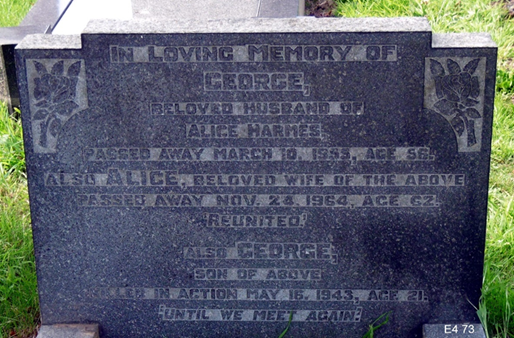 IN LOVING MEMORY OF
GEORGE,
BELOVED HUSBAND OF
ALICE HARMES,
PASSED AWAY MARCH 10, 1953, AGE 56.
ALSO ALICE, BELOVED WIFE OF THE ABOVE
PASSED AWAY NOV. 24, 1964, AGE 62.
'REUNITED.'
ALSO GEORGE,
SON OF ABOVE
KILLED IN ACTION MAY 16, 1943, AGE 21.
"UNTIL WE MEET AGAIN."
E4 73